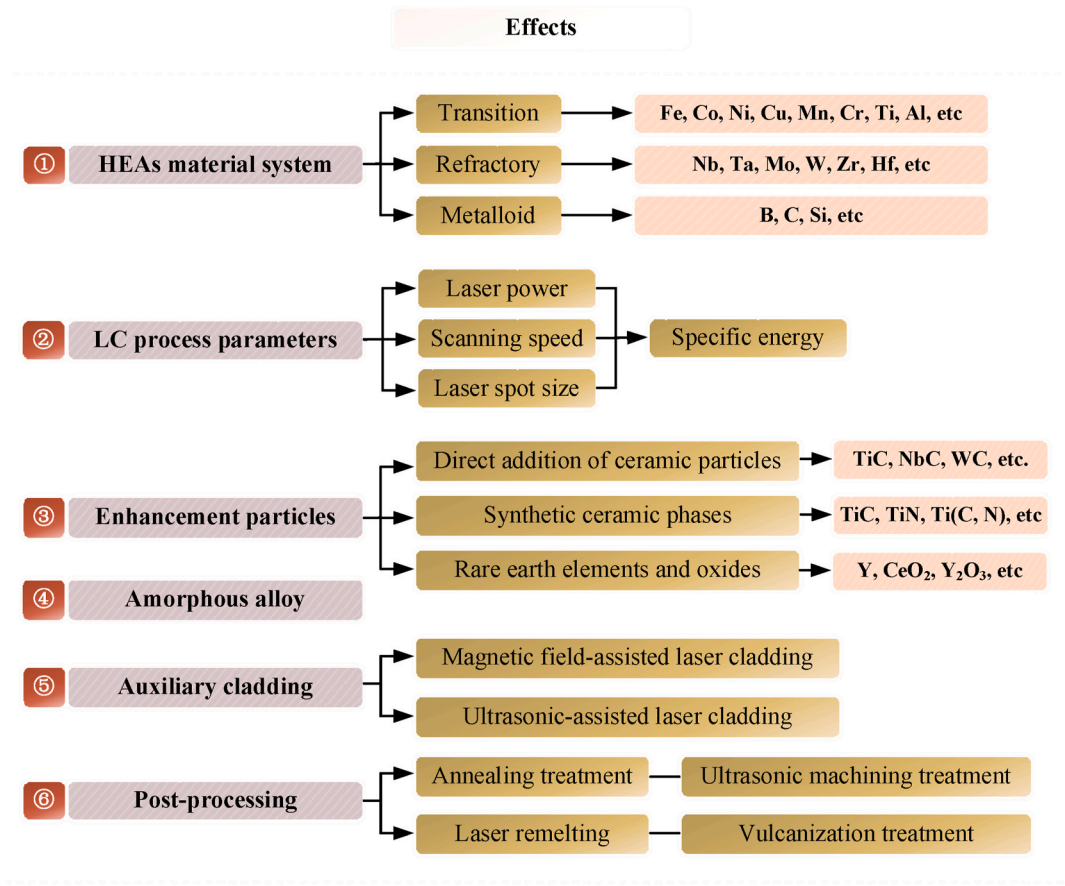 Effects
① HEAs material system
Transition
Fe, Co, Ni, Cu, Mn, Cr, Ti, Al, etc
Refractory
Nb, Ta, Mo, W, Zr, Hf, etc
Metalloid
B, C, Si, etc
② LC process parameters
Laser power
Scanning speed
Laser spot size
Specific energy
③ Enhancement particles
Direct addition of ceramic particles
TiC, NbC, WC, etc.
Synthetic ceramic phases
TiC, TiN, Ti(C, N), etc
Rare earth elements and oxides
Y, CeO₂, Y₂O₃, etc
④ Amorphous alloy
⑤ Auxiliary cladding
Magnetic field-assisted laser cladding
Ultrasonic-assisted laser cladding
⑥ Post-processing
Annealing treatment
Ultrasonic machining treatment
Laser remelting
Vulcanization treatment